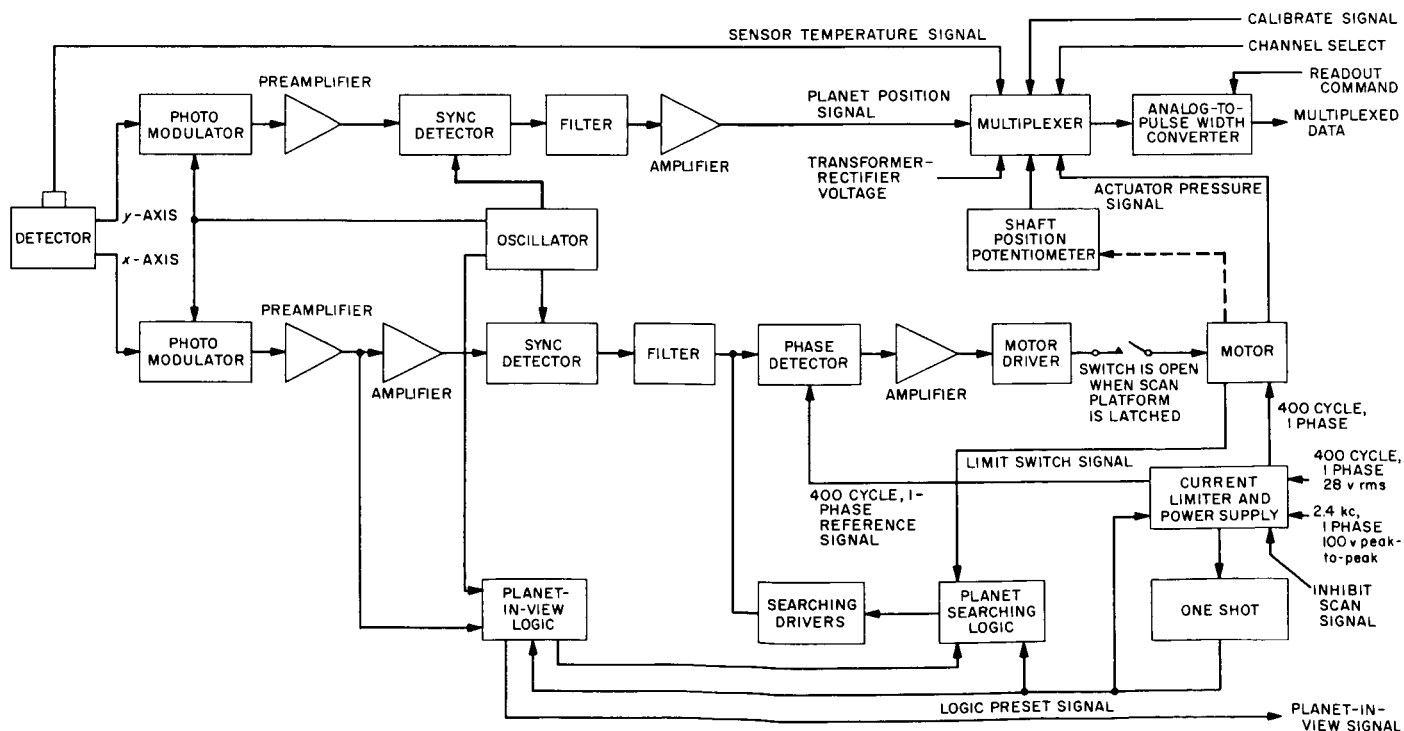 CALIBRATE SIGNAL
SENSOR TEMPERATURE SIGNAL
CHANNEL SELECT
PREAMPLIFIER
READOUT
COMMAND
PHOTO
MODULATOR
SYNC
DETECTOR
FILTER
AMPLIFIER
PLANET POSITION
SIGNAL
MULTIPLEXER
ANALOG-TO-
PULSE WIDTH
CONVERTER
MULTIPLEXED
DATA
TRANSFORMER-
RECTIFIER
VOLTAGE
ACTUATOR PRESSURE
SIGNAL
DETECTOR
y-AXIS
x-AXIS
OSCILLATOR
SHAFT
POSITION
POTENTIOMETER
PREAMPLIFIER
PHOTO
MODULATOR
AMPLIFIER
SYNC
DETECTOR
FILTER
PHASE
DETECTOR
AMPLIFIER
MOTOR
DRIVER
SWITCH IS OPEN
WHEN SCAN
PLATFORM
IS LATCHED
MOTOR
400 CYCLE,
1 PHASE
LIMIT SWITCH SIGNAL
400 CYCLE, 1-
PHASE
REFERENCE
SIGNAL
CURRENT
LIMITER AND
POWER SUPPLY
400 CYCLE,
1 PHASE
28 v rms
2.4 kc,
1 PHASE
100 v peak-
to-peak
INHIBIT
SCAN
SIGNAL
PLANET-
IN-VIEW
LOGIC
SEARCHING
DRIVERS
PLANET
SEARCHING
LOGIC
ONE SHOT
LOGIC PRESET SIGNAL
PLANET-IN-
VIEW SIGNAL